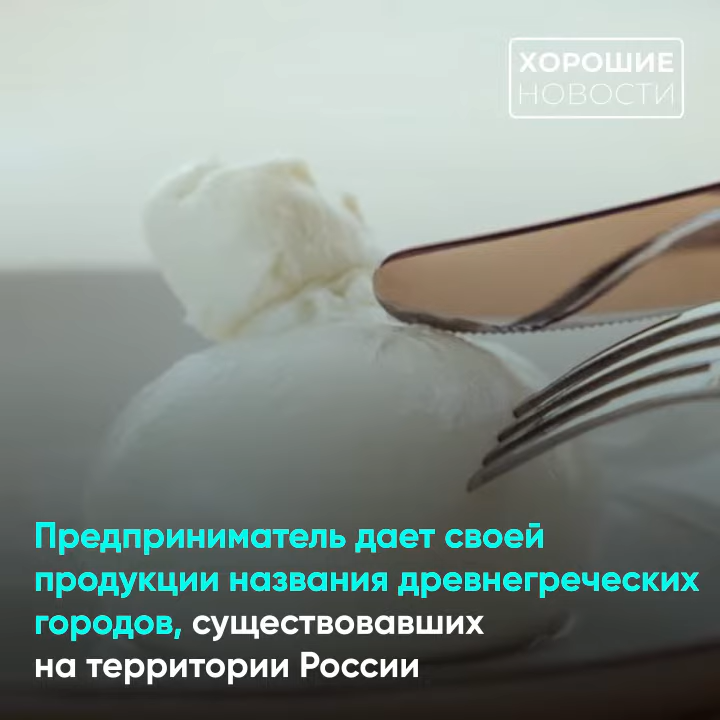 ХОРОШИЕ
НОВОСТИ
Предприниматель дает своей
продукции названия древнегреческих
городов, существовавших
на территории России